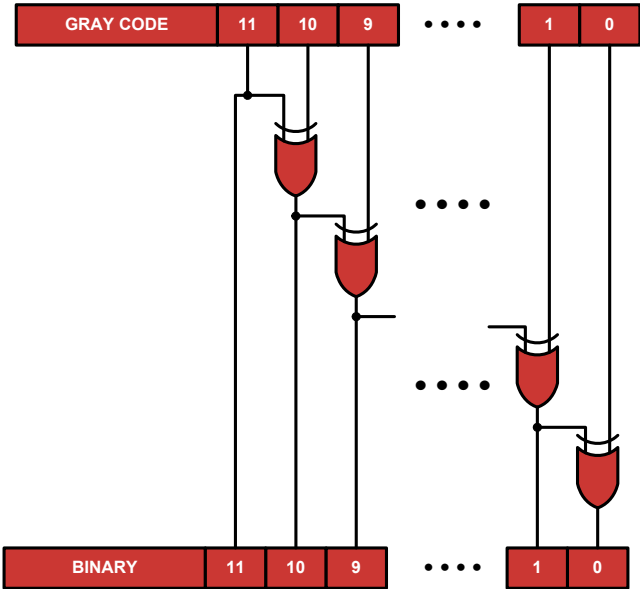 GRAY CODE 11 10 9 •••• 1 0
BINARY 11 10 9 •••• 1 0